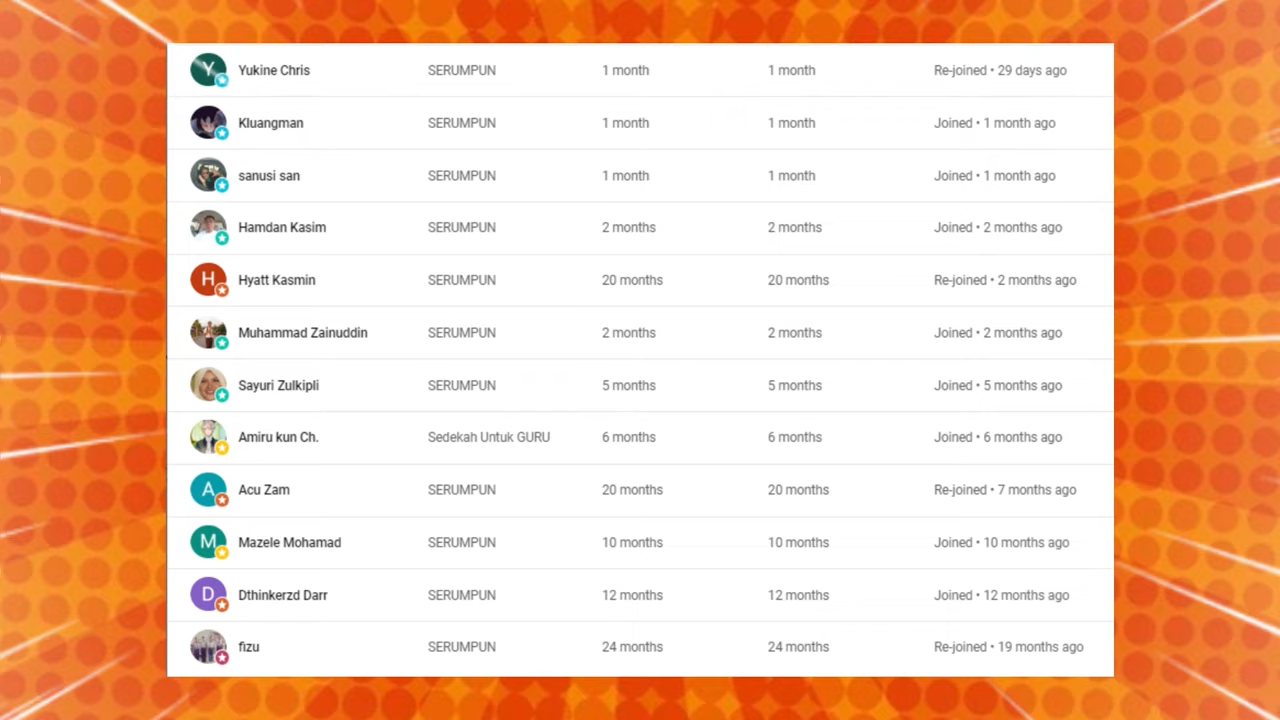 Y Yukine Chris SERUMPUN 1 month 1 month Re-joined • 29 days ago
Kluangman SERUMPUN 1 month 1 month Joined • 1 month ago
sanusi san SERUMPUN 1 month 1 month Joined • 1 month ago
Hamdan Kasim SERUMPUN 2 months 2 months Joined • 2 months ago
H Hyatt Kasmin SERUMPUN 20 months 20 months Re-joined • 2 months ago
Muhammad Zainuddin SERUMPUN 2 months 2 months Joined • 2 months ago
Sayuri Zulkipli SERUMPUN 5 months 5 months Joined • 5 months ago
Amiru kun Ch. Sedekah Untuk GURU 6 months 6 months Joined • 6 months ago
A Acu Zam SERUMPUN 20 months 20 months Re-joined • 7 months ago
M Mazele Mohamad SERUMPUN 10 months 10 months Joined • 10 months ago
D Dthinkerzd Darr SERUMPUN 12 months 12 months Joined • 12 months ago
fizu SERUMPUN 24 months 24 months Re-joined • 19 months ago